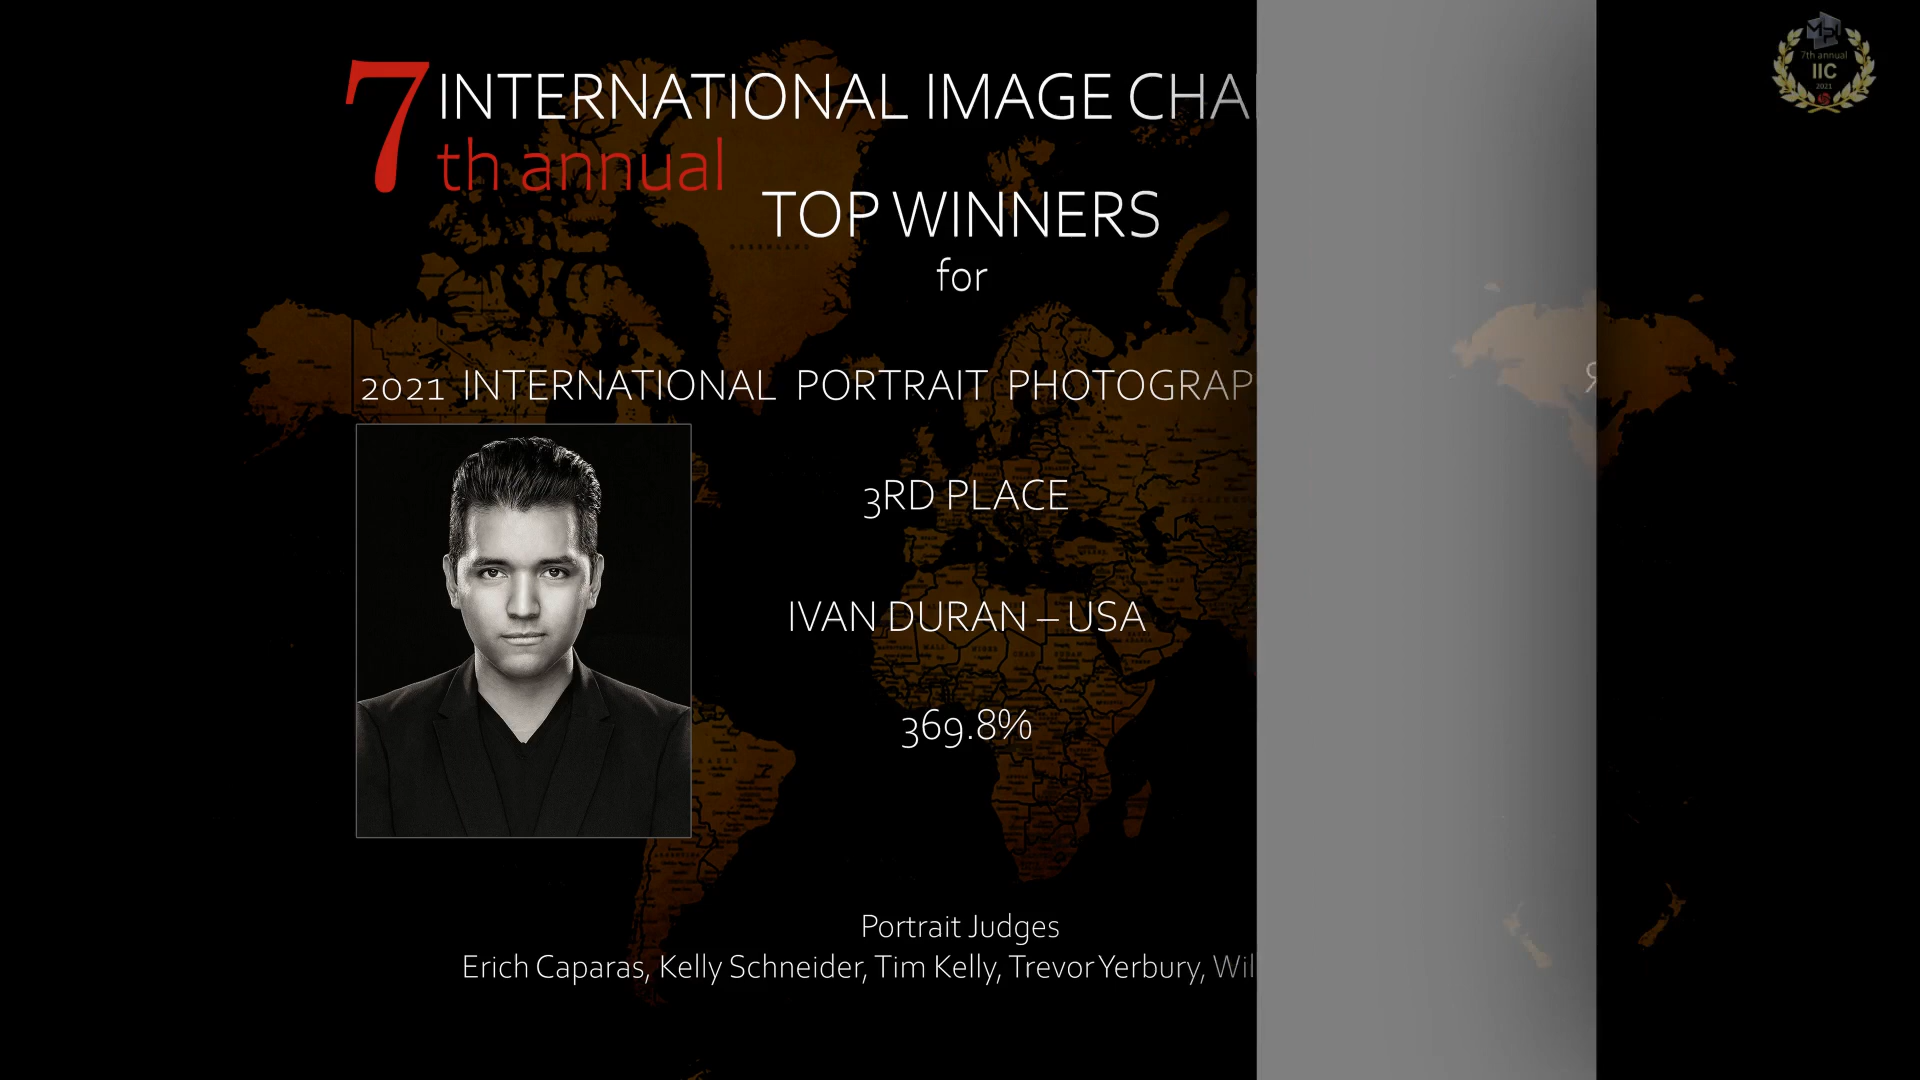 7 INTERNATIONAL IMAGE CHA
th annual
TOP WINNERS
for
2021 INTERNATIONAL PORTRAIT PHOTOGRAP
3RD PLACE
IVAN DURAN – USA
369.8%
Portrait Judges
Erich Caparas, Kelly Schneider, Tim Kelly, Trevor Yerbury, Wil
7th annual
IIC
2021
GREENLAND